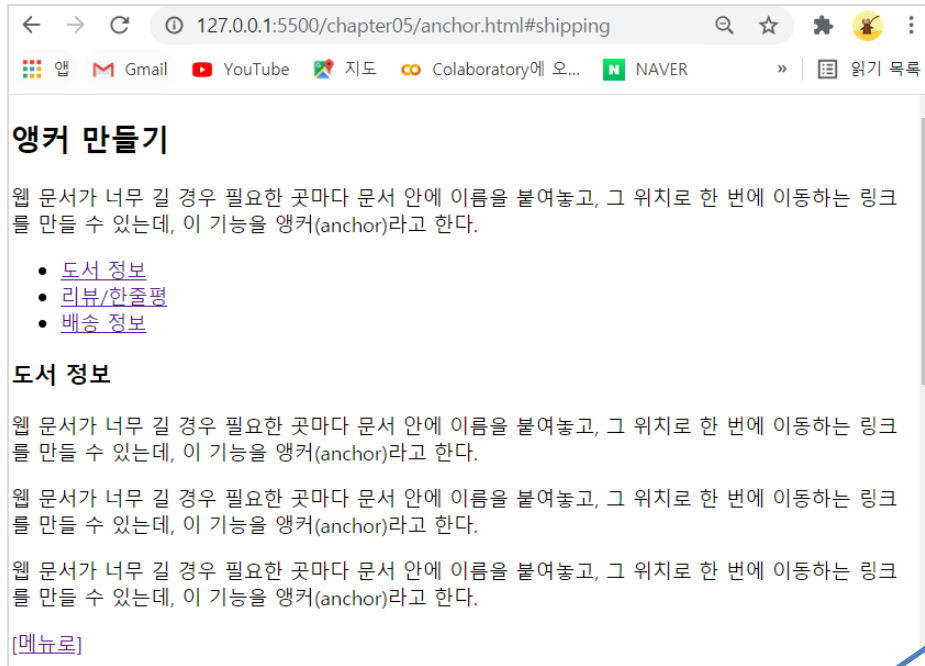 127.0.0.1:5500/chapter05/anchor.html#shipping
앱 Gmail YouTube 지도 Colaboratory에 오... NAVER » 읽기 목록
앵커 만들기
웹 문서가 너무 길 경우 필요한 곳마다 문서 안에 이름을 붙여놓고, 그 위치로 한 번에 이동하는 링크
를 만들 수 있는데, 이 기능을 앵커(anchor)라고 한다.
도서 정보
리뷰/한줄평
배송 정보
도서 정보
웹 문서가 너무 길 경우 필요한 곳마다 문서 안에 이름을 붙여놓고, 그 위치로 한 번에 이동하는 링크
를 만들 수 있는데, 이 기능을 앵커(anchor)라고 한다.
웹 문서가 너무 길 경우 필요한 곳마다 문서 안에 이름을 붙여놓고, 그 위치로 한 번에 이동하는 링크
를 만들 수 있는데, 이 기능을 앵커(anchor)라고 한다.
웹 문서가 너무 길 경우 필요한 곳마다 문서 안에 이름을 붙여놓고, 그 위치로 한 번에 이동하는 링크
를 만들 수 있는데, 이 기능을 앵커(anchor)라고 한다.
[메뉴로]